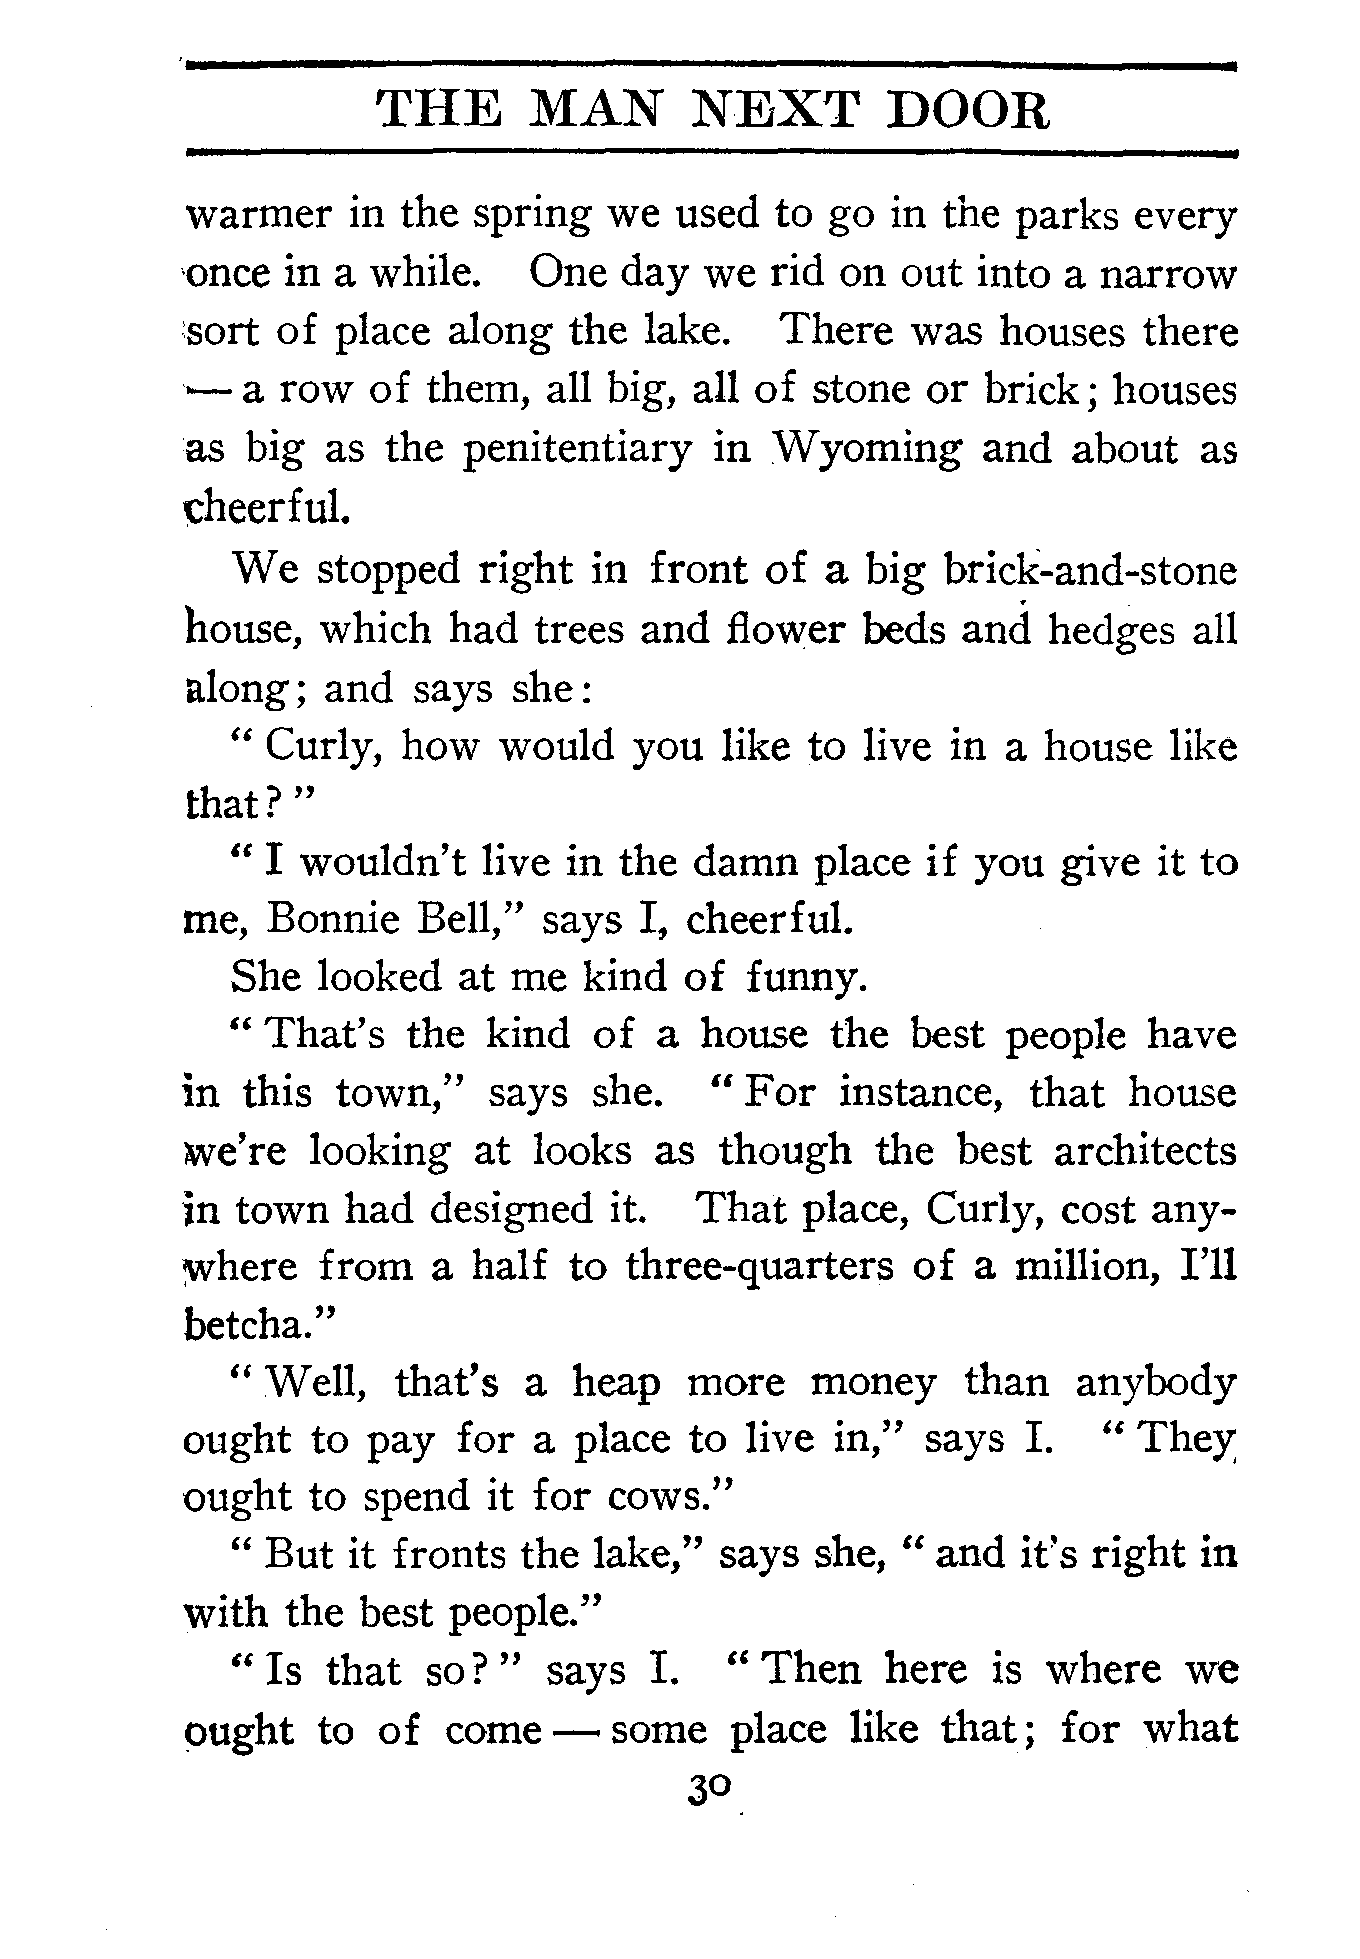 THE MAN NEXT DOOR
warmer in the spring we used to go in the parks every
once in a while. One day we rid on out into a narrow
sort of place along the lake. There was houses there
— a row of them, all big, all of stone or brick; houses
as big as the penitentiary in Wyoming and about as
cheerful.
We stopped right in front of a big brick-and-stone
house, which had trees and flower beds and hedges all
along; and says she:
" Curly, how would you like to live in a house like
that? "
" I wouldn't live in the damn place if you give it to
me, Bonnie Bell," says I, cheerful.
She looked at me kind of funny.
" That's the kind of a house the best people have
in this town," says she. " For instance, that house
we're looking at looks as though the best architects
in town had designed it. That place, Curly, cost any-
where from a half to three-quarters of a million, I'll
betcha."
" Well, that's a heap more money than anybody
ought to pay for a place to live in," says I. " They
ought to spend it for cows."
" But it fronts the lake," says she, " and it's right in
with the best people."
" Is that so? " says I. " Then here is where we
ought to of come — some place like that; for what
30